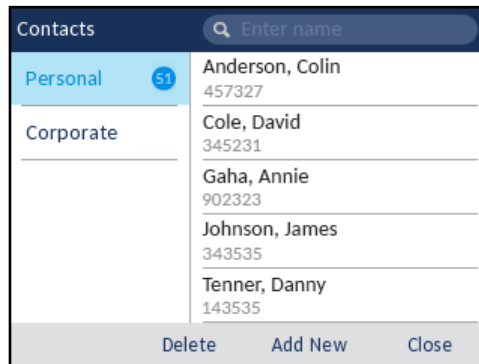 Contacts
Enter name
Personal 51
Corporate
Anderson, Colin
457327
Cole, David
345231
Gaha, Annie
902323
Johnson, James
343535
Tenner, Danny
143535
Delete Add New Close